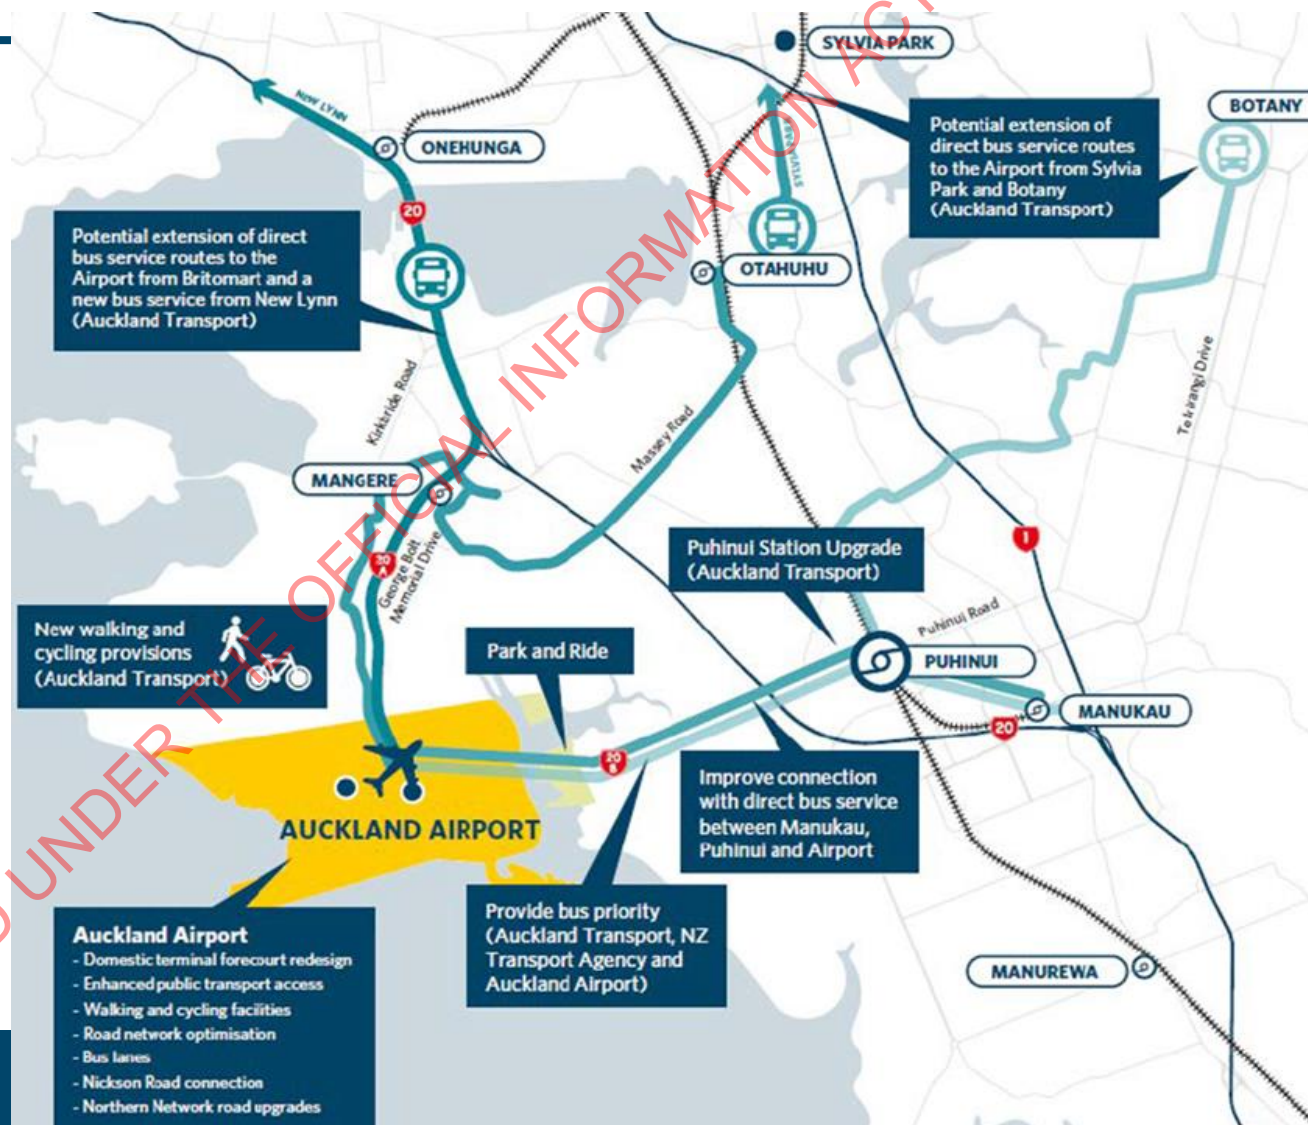 SYLVIA PARK
BOTANY
NEW LYNN
ONEHUNGA
Potential extension of
direct bus service routes
to the Airport from Sylvia
Park and Botany
(Auckland Transport)
SYLVIA PARK
20
Potential extension of direct
bus service routes to the
Airport from Britomart and a
new bus service from New Lynn
(Auckland Transport)
OTAHUHU
Kirkbride Road
Te Irirangi Drive
Massey Road
MANGERE
Puhinui Station Upgrade
(Auckland Transport)
1
20
A
George Bolt
Memorial Drive
New walking and
cycling provisions
(Auckland Transport)
Park and Ride
Puhinui Road
PUHINUI
MANUKAU
20
20
B
Improve connection
with direct bus service
between Manukau,
Puhinui and Airport
AUCKLAND AIRPORT
Provide bus priority
(Auckland Transport, NZ
Transport Agency and
Auckland Airport)
Auckland Airport
- Domestic terminal forecourt redesign
- Enhanced public transport access
- Walking and cycling facilities
- Road network optimisation
- Bus lanes
- Nickson Road connection
- Northern Network road upgrades
MANUREWA
UNDER THE OFFICIAL INFORMATION ACT